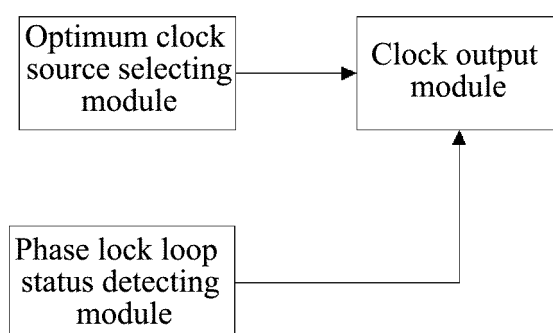 Optimum clock
source selecting
module
Clock output
module
Phase lock loop
status detecting
module